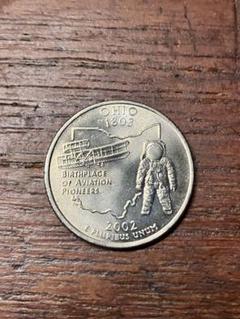 OHIO
1803
BIRTHPLACE
OF AVIATION
PIONEERS
2002
E PLURIBUS UNUM